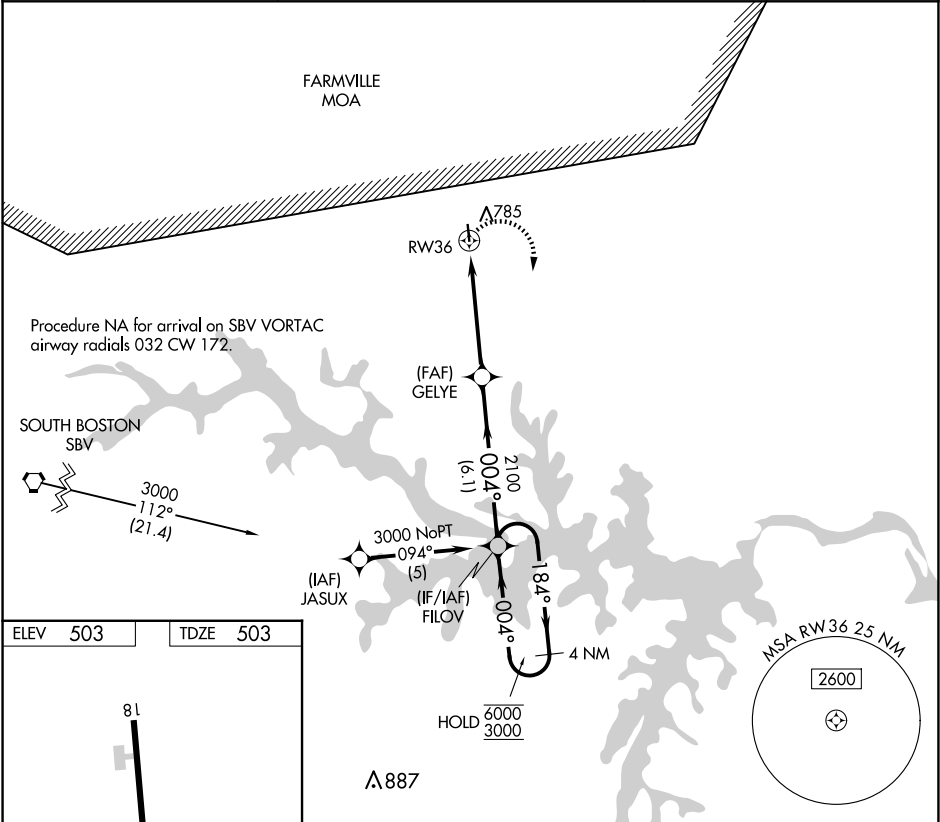 FARMVILLE
MOA
785
RW36
Procedure NA for arrival on SBV VORTAC
airway radials 032 CW 172.
(FAF)
GELYE
SOUTH BOSTON
SBV
3000
112°
(21.4)
2100
004°
(6.1)
3000 NoPT
094°
(5)
(IAF)
JASUX
(IF/IAF)
FILOV
184°
004°
4 NM
HOLD 6000
3000
887
MSA RW36 25 NM
2600
ELEV 503
TDZE 503
18